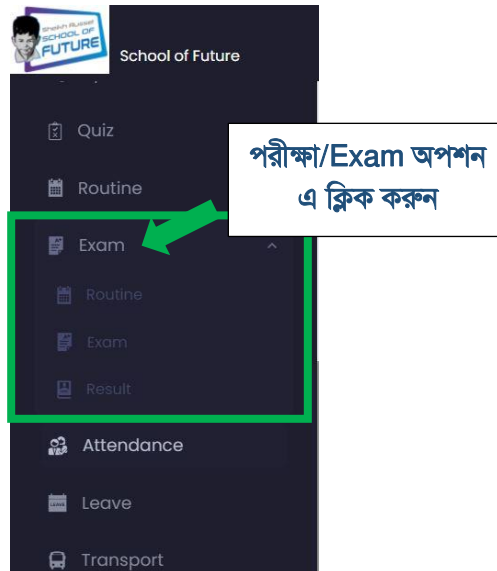 Sheikh Russel
SCHOOL OF
FUTURE
School of Future
Quiz
Routine
পরীক্ষা/Exam অপশন
এ ক্লিক করুন
Exam
Routine
Exam
Result
Attendance
Leave
Transport